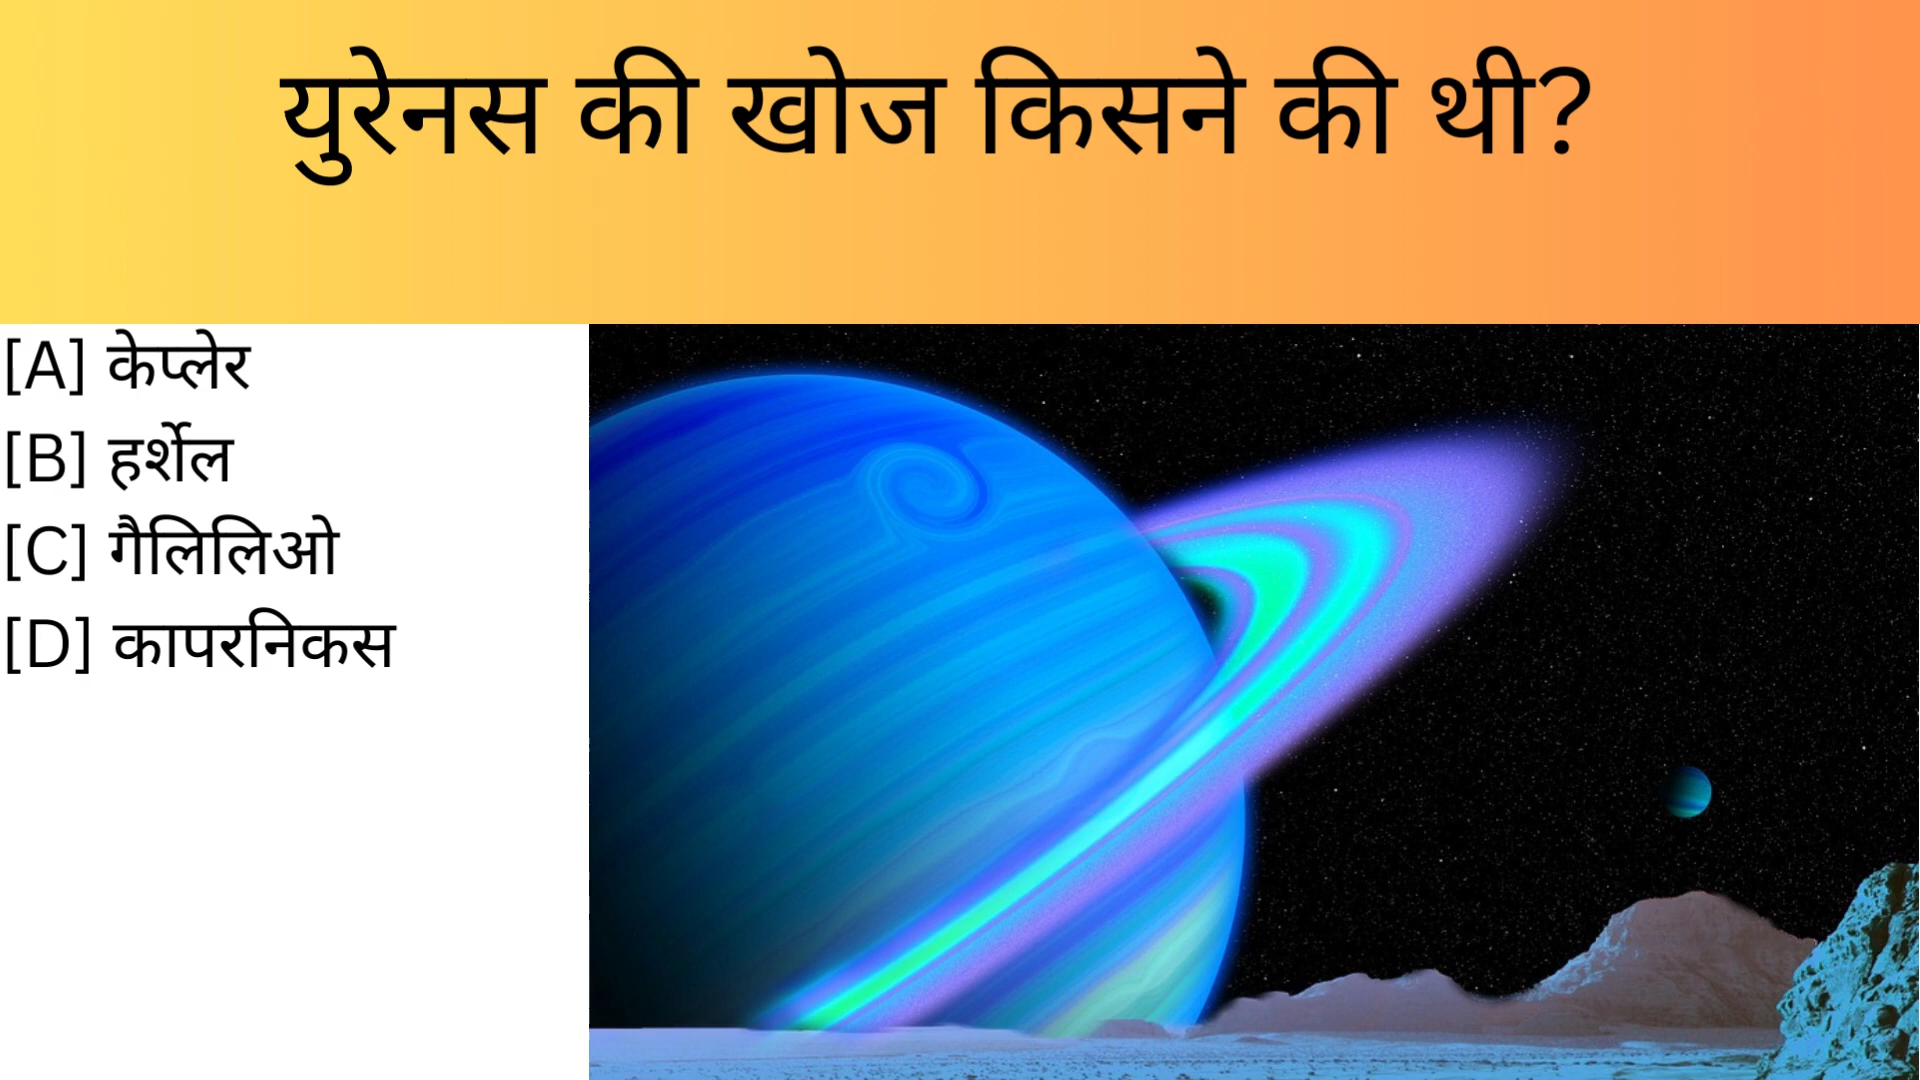 युरेनस की खोज किसने की थी?
[A] केप्लेर
[B] हर्शेल
[C] गैलिलिओ
[D] कापरनिकस